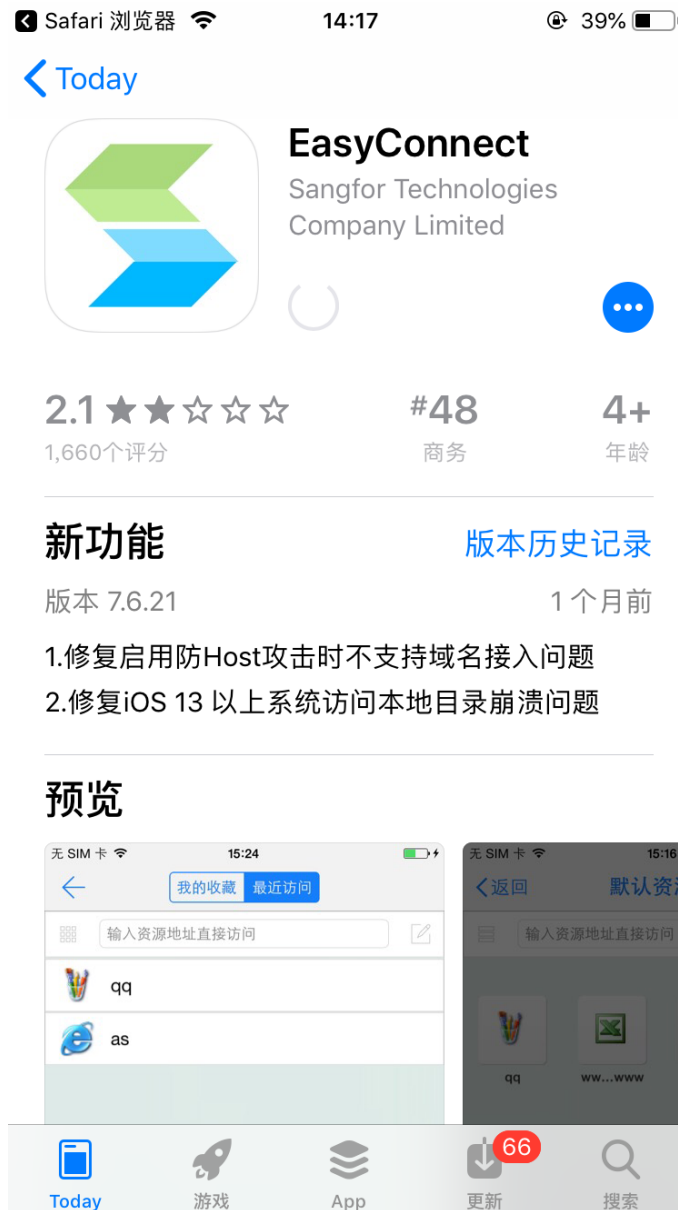 Safari 浏览器
14:17
39%
Today
EasyConnect
Sangfor Technologies
Company Limited
2.1
#48
4+
1,660个评分
商务
年龄
新功能
版本历史记录
版本 7.6.21
1 个月前
1.修复启用防Host攻击时不支持域名接入问题
2.修复iOS 13 以上系统访问本地目录崩溃问题
预览
无 SIM 卡
15:24
我的收藏
最近访问
输入资源地址直接访问
qq
as
无 SIM 卡
15:16
返回
默认资
输入资源地址直接访问
qq
ww...www
66
Today
游戏
App
更新
搜索